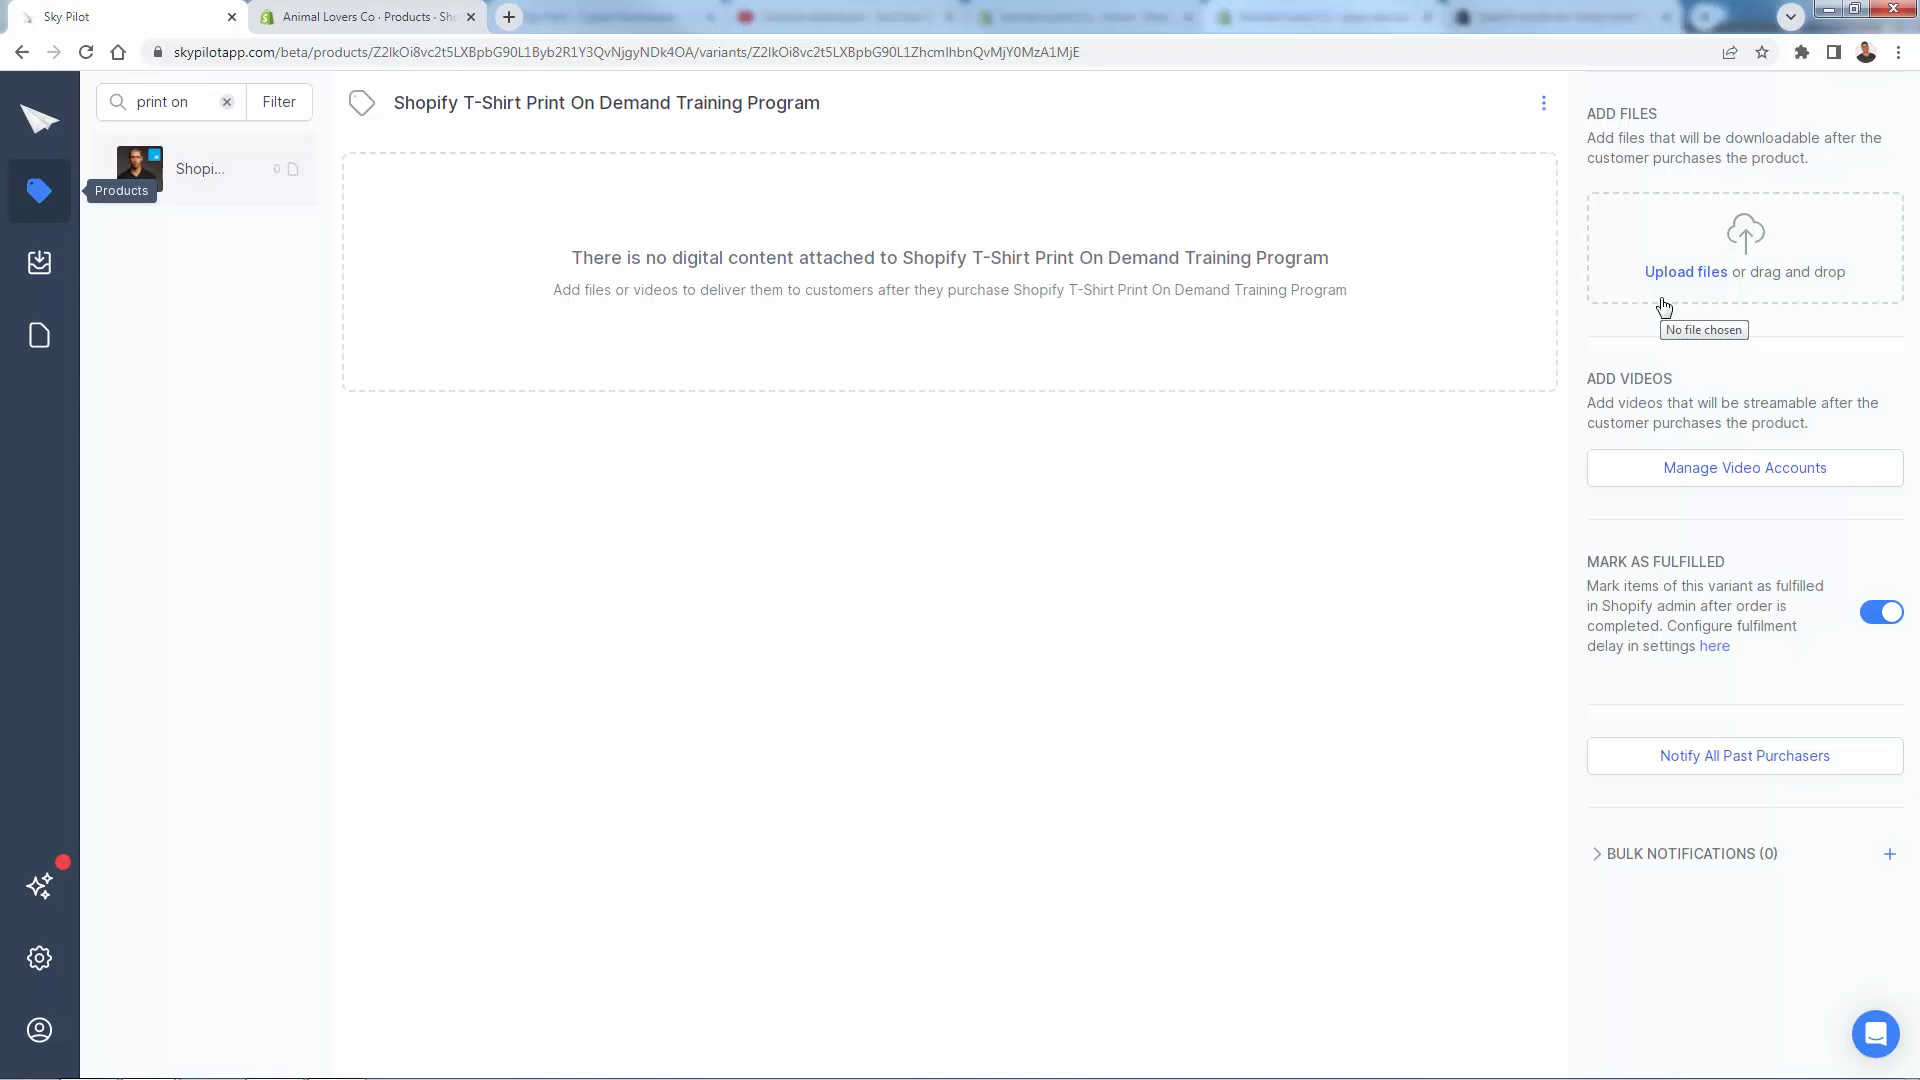 Sky Pilot
Animal Lovers Co · Products · Sho
skypilotapp.com/beta/products/Z2lkOi8vc2t5LXBpbG90L1Byb2R1Y3QvNjgyNDk4OA/variants/Z2lkOi8vc2t5LXBpbG90L1ZhcmlhbnQvMjY0MzA1MjE
print on
Filter
Shopify T-Shirt Print On Demand Training Program
Shopi...
0
Products
There is no digital content attached to Shopify T-Shirt Print On Demand Training Program
Add files or videos to deliver them to customers after they purchase Shopify T-Shirt Print On Demand Training Program
ADD FILES
Add files that will be downloadable after the
customer purchases the product.
Upload files or drag and drop
No file chosen
ADD VIDEOS
Add videos that will be streamable after the
customer purchases the product.
Manage Video Accounts
MARK AS FULFILLED
Mark items of this variant as fulfilled
in Shopify admin after order is
completed. Configure fulfilment
delay in settings here
Notify All Past Purchasers
BULK NOTIFICATIONS (0)